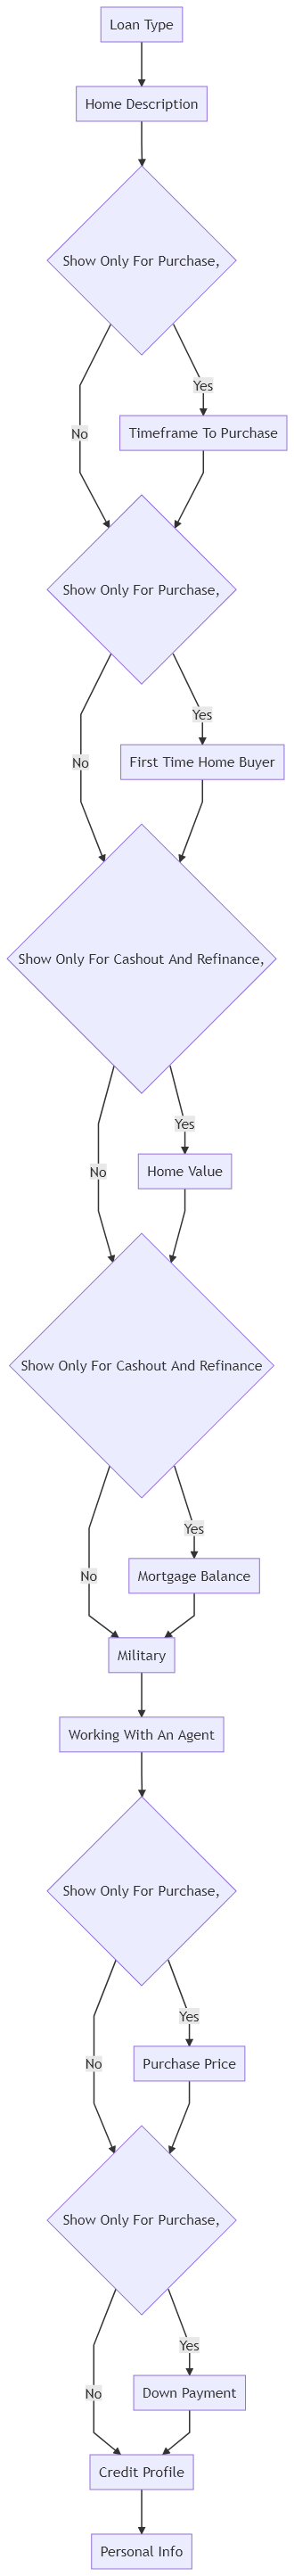 Loan Type
Home Description
Show Only For Purchase,
Yes
No
Timeframe To Purchase
Show Only For Purchase,
Yes
No
First Time Home Buyer
Show Only For Cashout And Refinance,
Yes
No
Home Value
Show Only For Cashout And Refinance
Yes
No
Mortgage Balance
Military
Working With An Agent
Show Only For Purchase,
Yes
No
Purchase Price
Show Only For Purchase,
Yes
No
Down Payment
Credit Profile
Personal Info